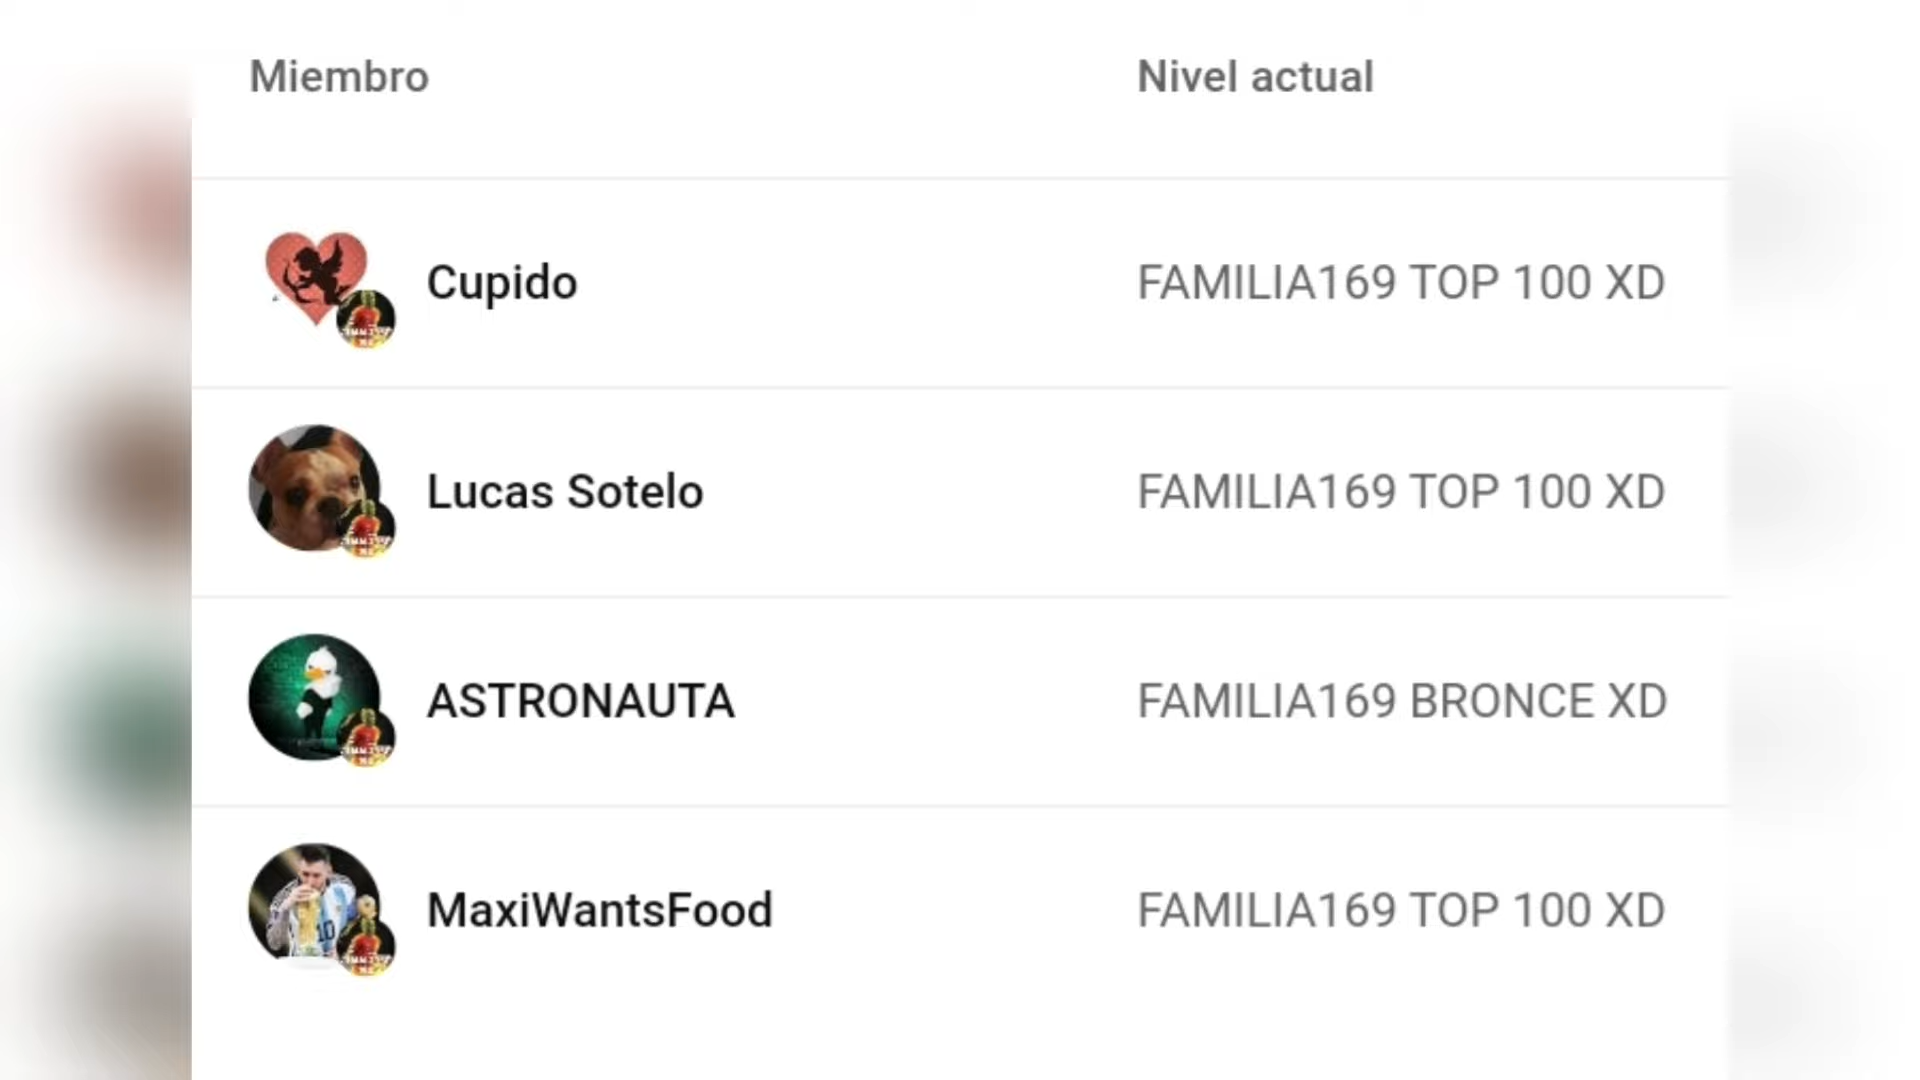 Miembro Nivel actual
Cupido FAMILIA169 TOP 100 XD
Lucas Sotelo FAMILIA169 TOP 100 XD
ASTRONAUTA FAMILIA169 BRONCE XD
MaxiWantsFood FAMILIA169 TOP 100 XD
10